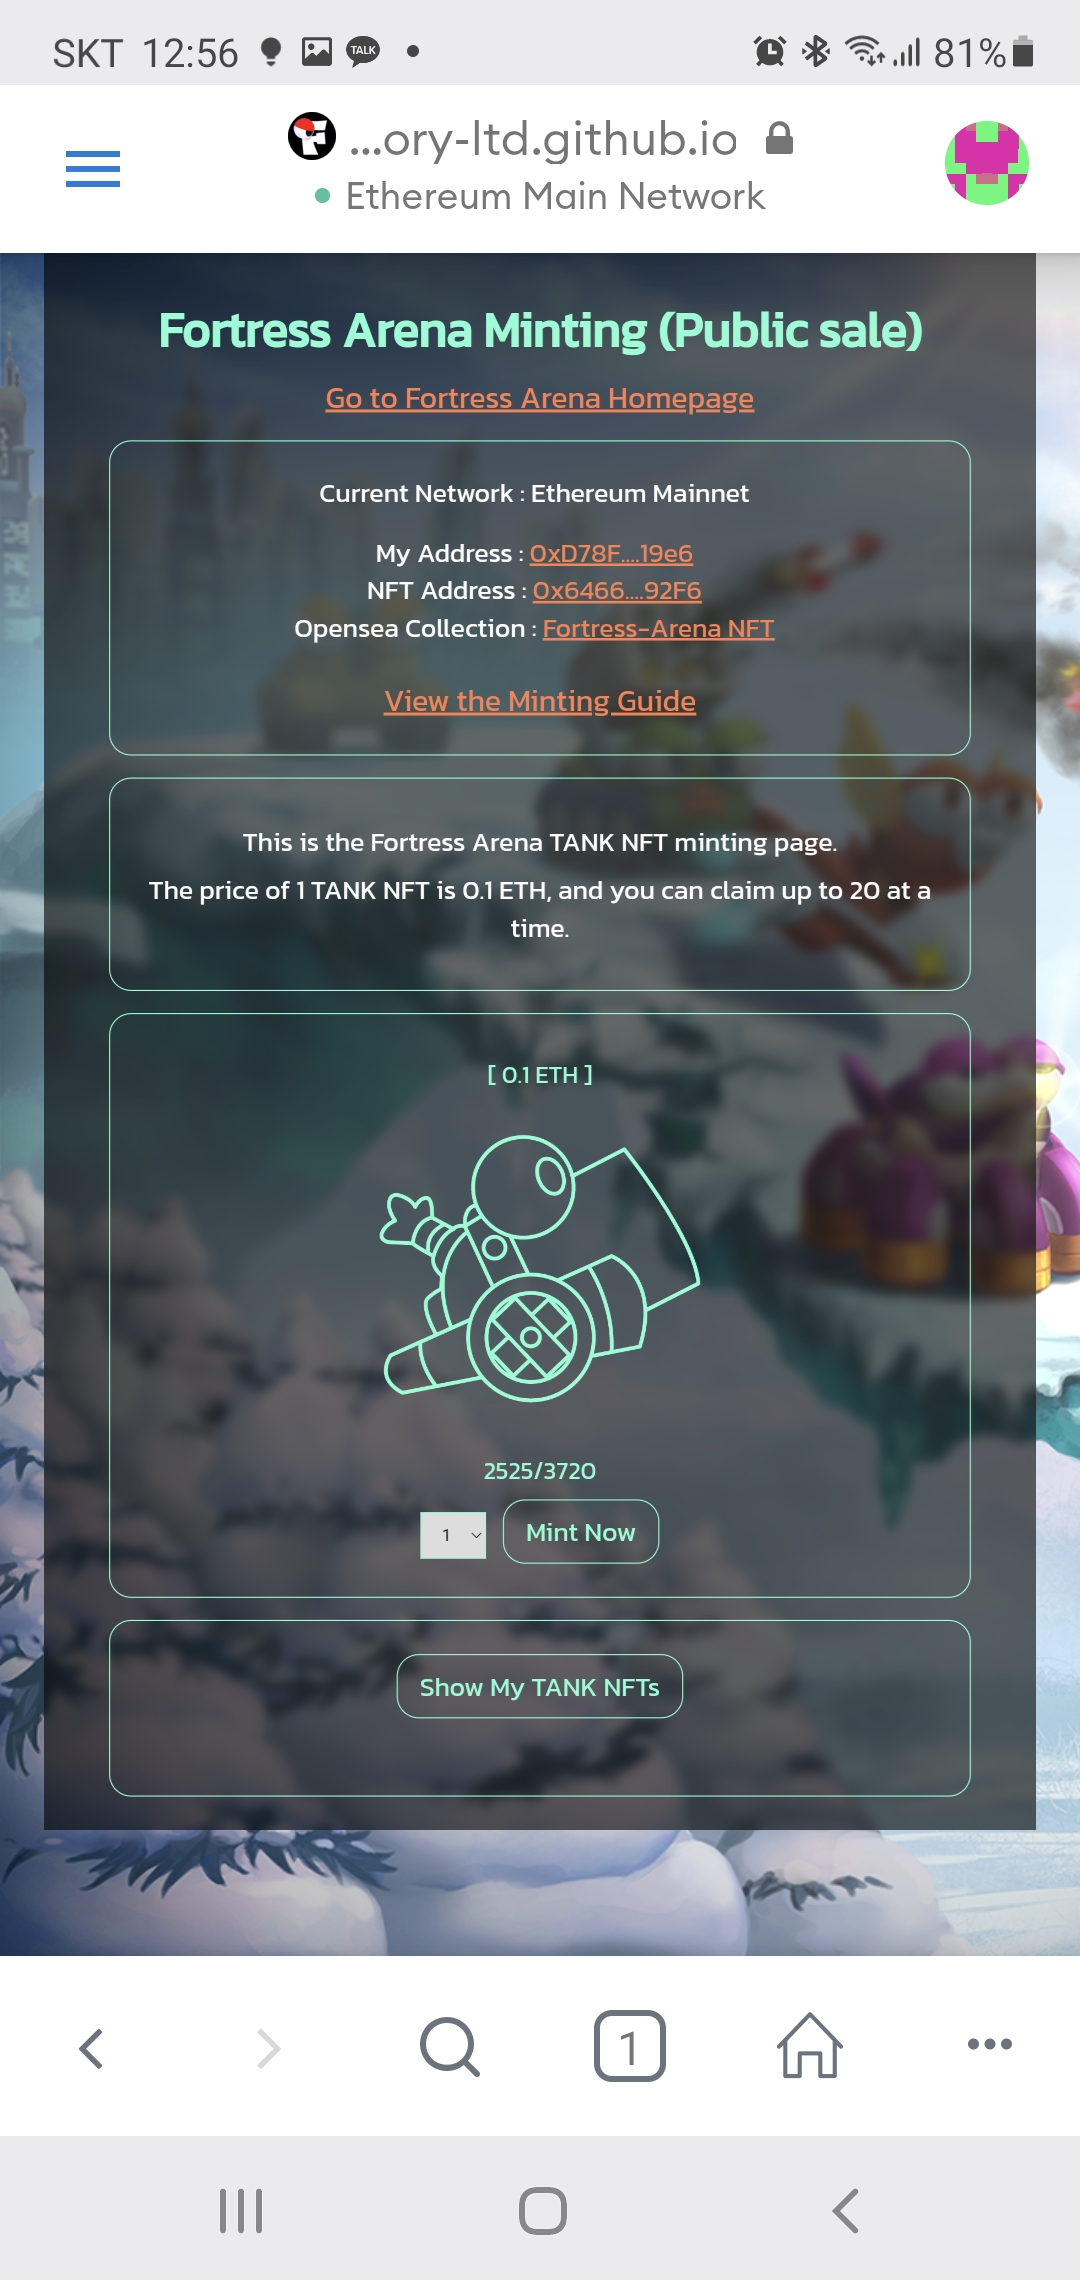 SKT 12:56
TALK
81%
...ory-ltd.github.io
Ethereum Main Network
Fortress Arena Minting (Public sale)
Go to Fortress Arena Homepage
Current Network : Ethereum Mainnet
My Address : 0xD78F....19e6
NFT Address : 0x6466....92F6
Opensea Collection : Fortress-Arena NFT
View the Minting Guide
This is the Fortress Arena TANK NFT minting page.
The price of 1 TANK NFT is 0.1 ETH, and you can claim up to 20 at a
time.
[ 0.1 ETH ]
2525/3720
1
Mint Now
Show My TANK NFTs
1